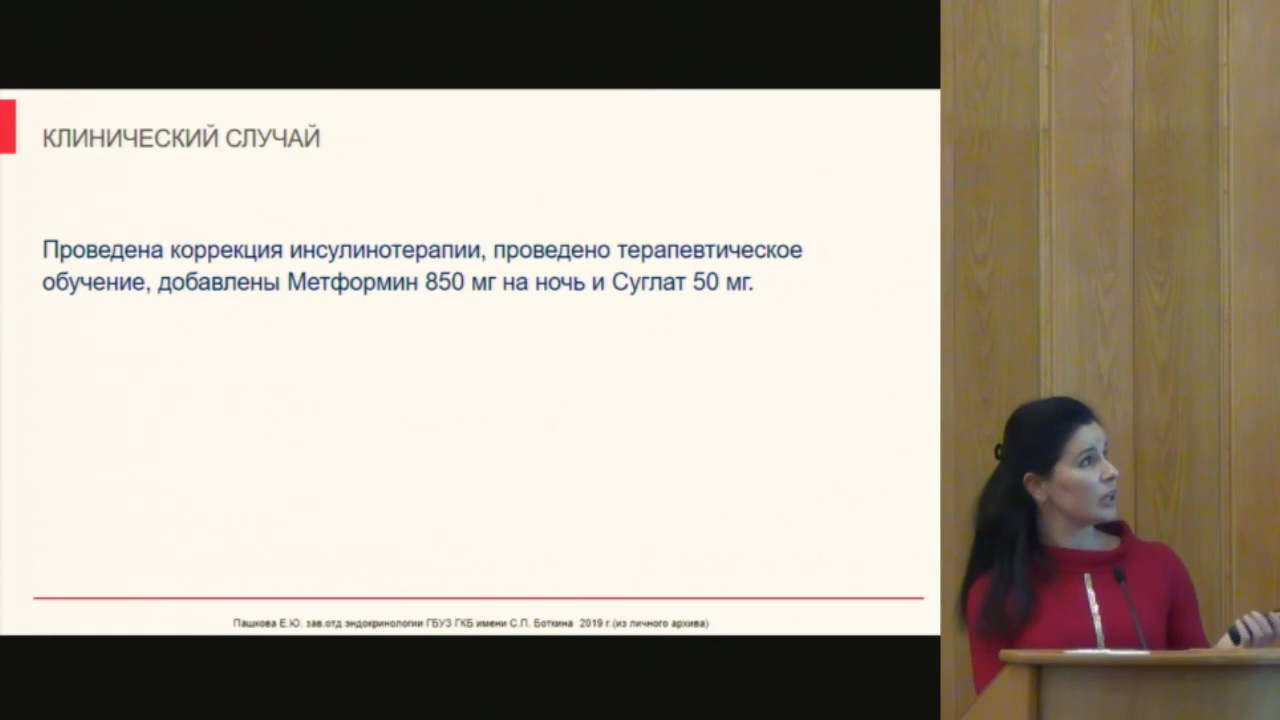 КЛИНИЧЕСКИЙ СЛУЧАЙ
Проведена коррекция инсулинотерапии, проведено терапевтическое
обучение, добавлены Метформин 850 мг на ночь и Суглат 50 мг.
Пашкова Е.Ю. зав.отд эндокринологии ГБУЗ ГКБ имени С.П. Боткина 2019 г.(из личного архива)